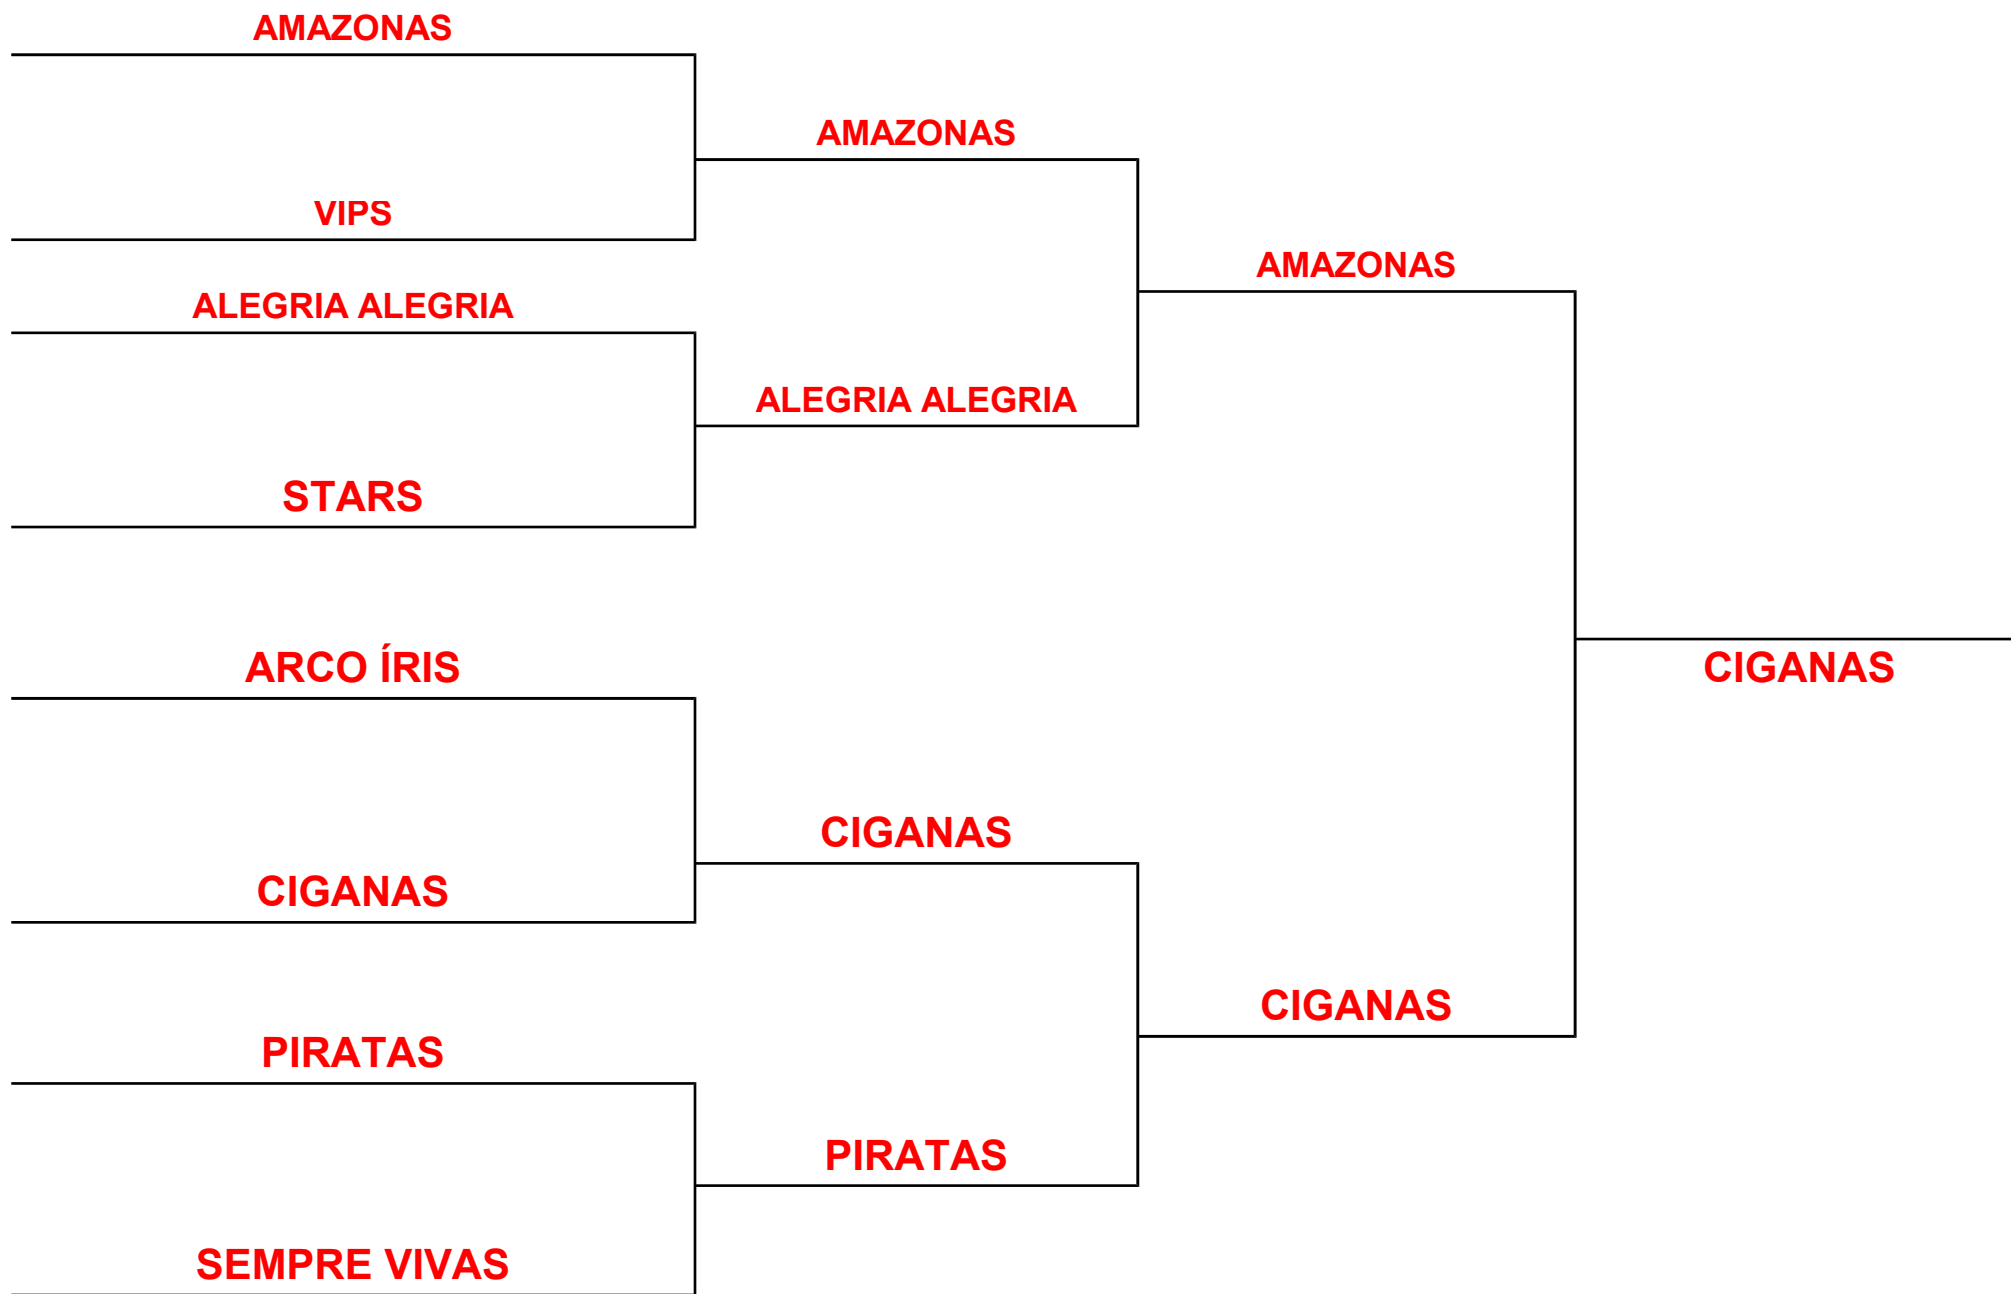 AMAZONAS
VIPS
ALEGRIA ALEGRIA
STARS
ARCO ÍRIS
CIGANAS
PIRATAS
SEMPRE VIVAS
AMAZONAS
ALEGRIA ALEGRIA
CIGANAS
PIRATAS
AMAZONAS
CIGANAS
CIGANAS